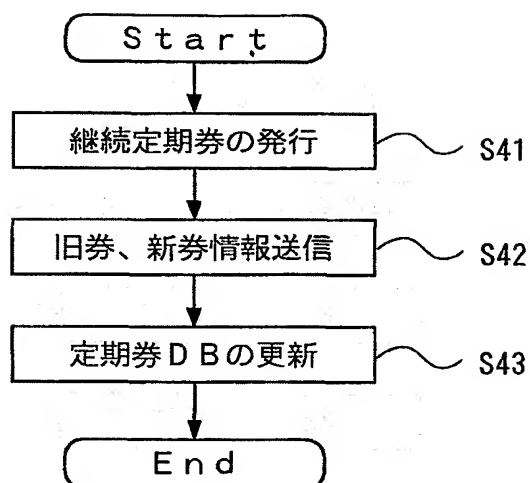 Start
継続定期券の発行
S41
旧券、新券情報送信
S42
定期券DBの更新
S43
End